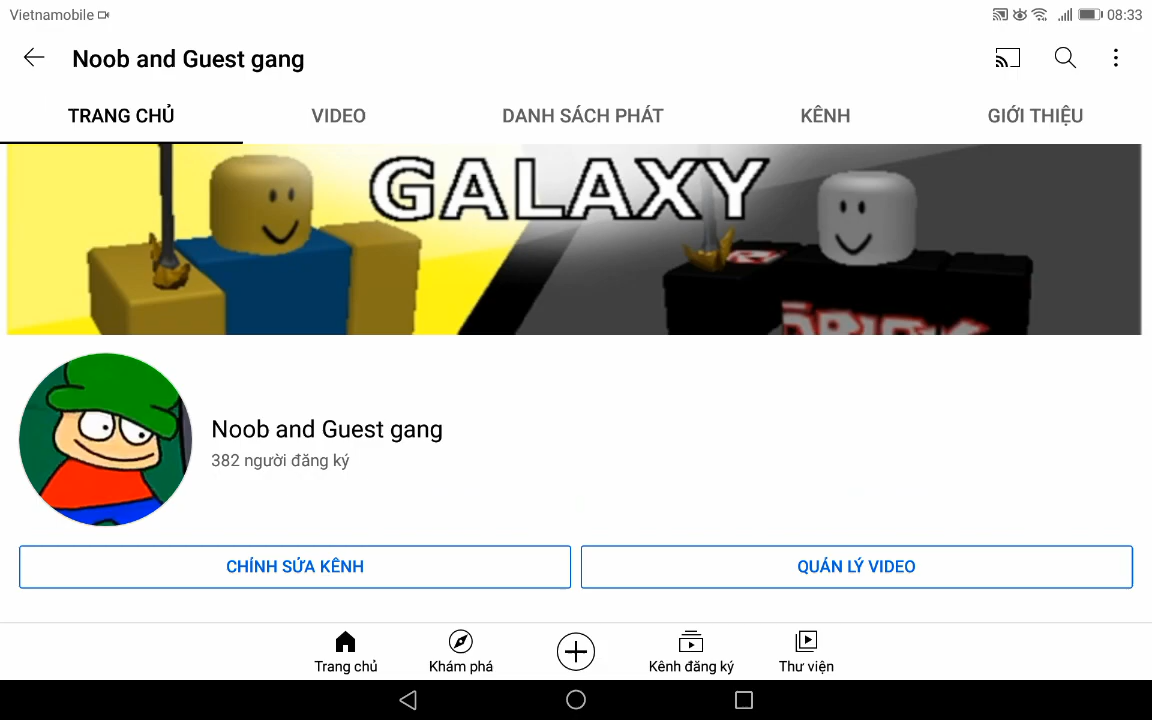 Vietnamobile
08:33
Noob and Guest gang
TRANG CHỦ
VIDEO
DANH SÁCH PHÁT
KÊNH
GIỚI THIỆU
GALAXY
Noob and Guest gang
382 người đăng ký
CHỈNH SỬA KÊNH
QUẢN LÝ VIDEO
Trang chủ
Khám phá
Kênh đăng ký
Thư viện